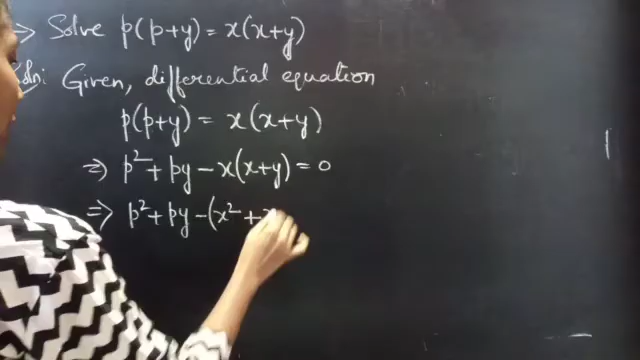 ⇒ Solve p(p+y) = x(x+y)
Soln: Given, differential equation
p(p+y) = x(x+y)
⇒ p² + py - x(x+y) = 0
⇒ p² + py - (x² +